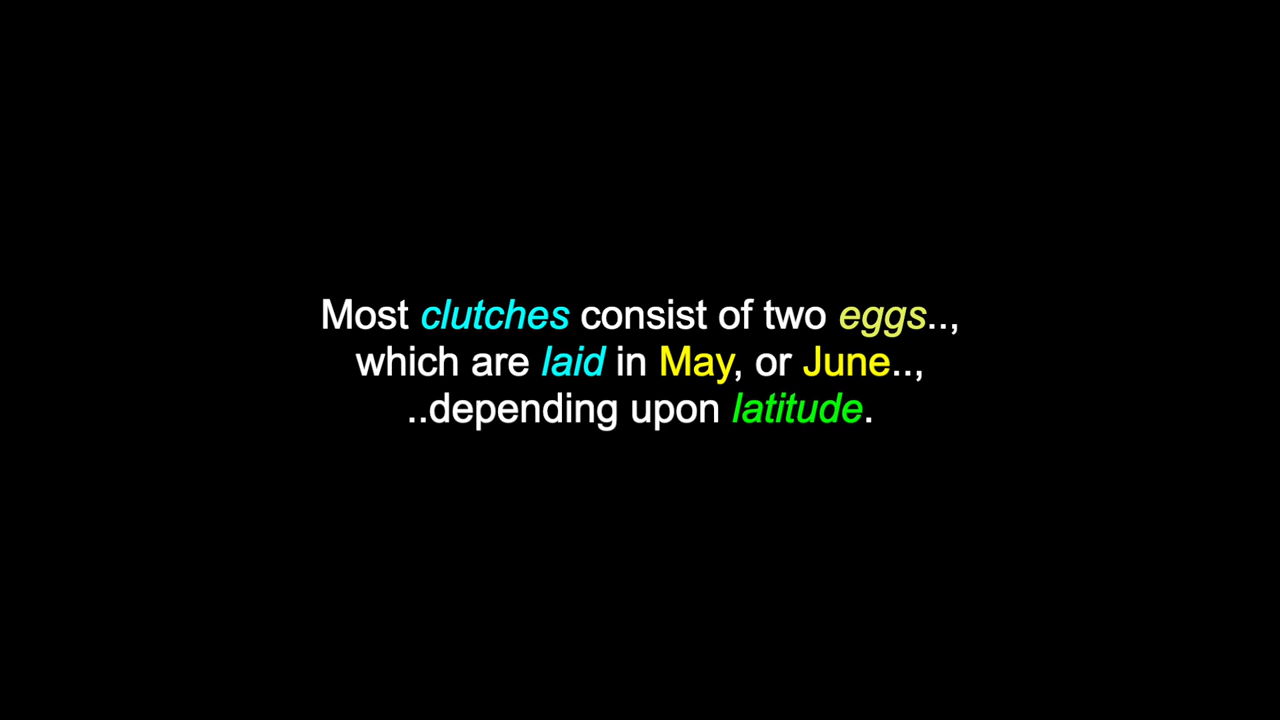 Most clutches consist of two eggs..,
which are laid in May, or June..,
..depending upon latitude.